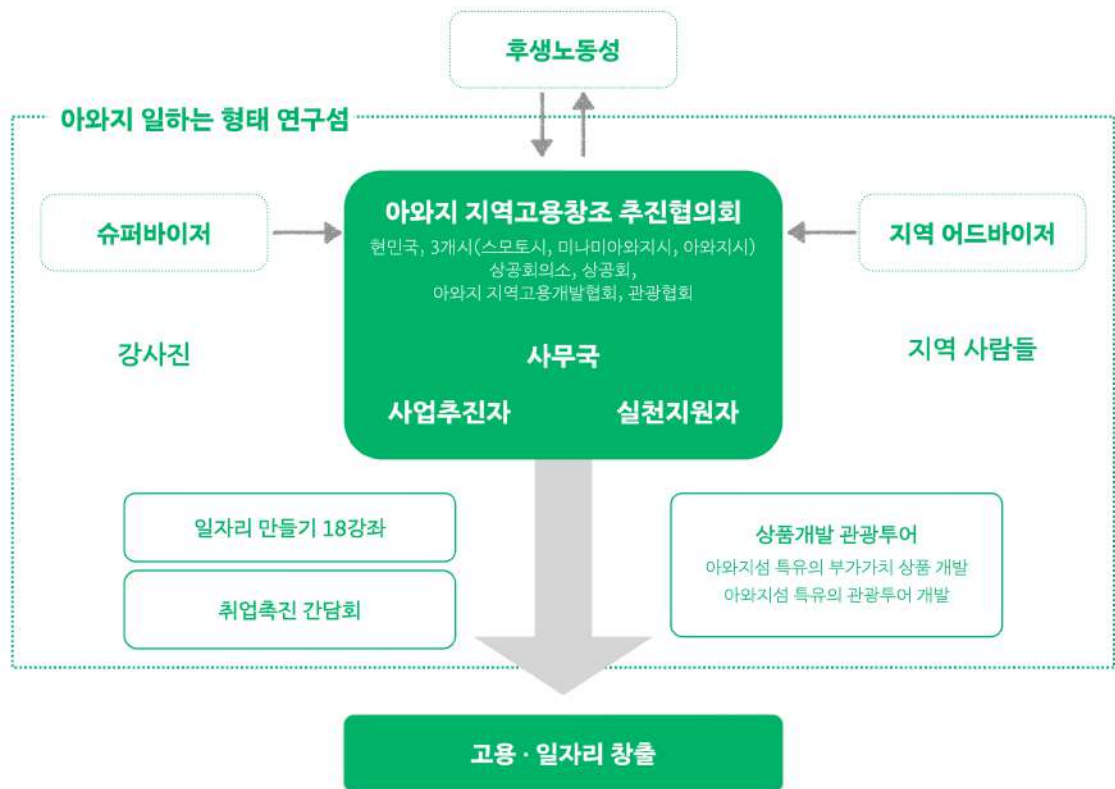 후생노동성
아와지 일하는 형태 연구섬
슈퍼바이저
아와지 지역고용창조 추진협의회
현민국, 3개시(스모토시, 미나미아와지시, 아와지시)
상공회의소, 상공회,
아와지 지역고용개발협회, 관광협회
지역 어드바이저
강사진
사무국
지역 사람들
사업추진자
실천지원자
일자리 만들기 18강좌
취업촉진 간담회
상품개발 관광투어
아와지섬 특유의 부가가치 상품 개발
아와지섬 특유의 관광투어 개발
고용 · 일자리 창출